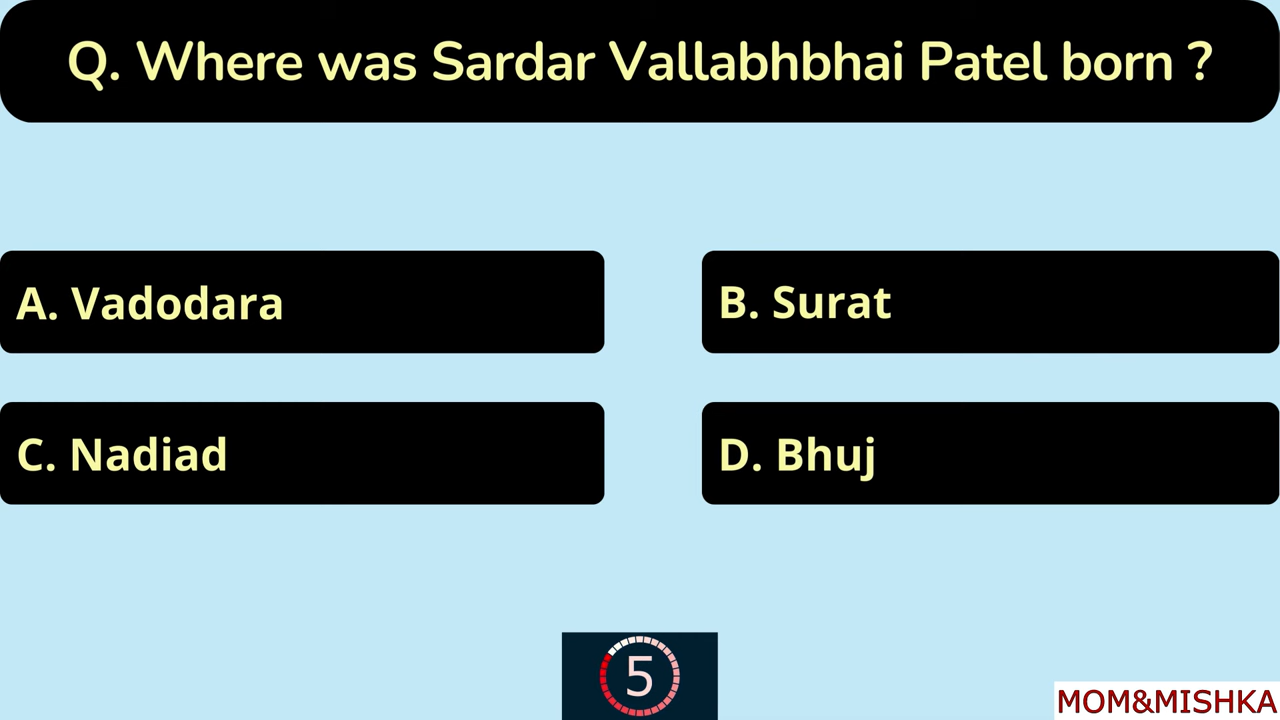 Q. Where was Sardar Vallabhbhai Patel born ?
A. Vadodara
B. Surat
C. Nadiad
D. Bhuj
5
MOM&MISHKA